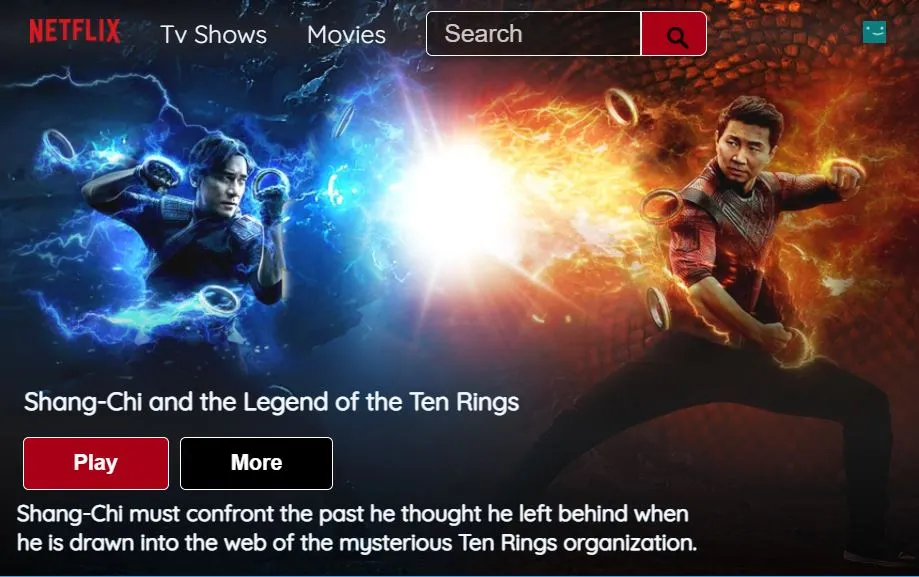 NETFLIX Tv Shows Movies Search
Shang-Chi and the Legend of the Ten Rings
Play More
Shang-Chi must confront the past he thought he left behind when
he is drawn into the web of the mysterious Ten Rings organization.